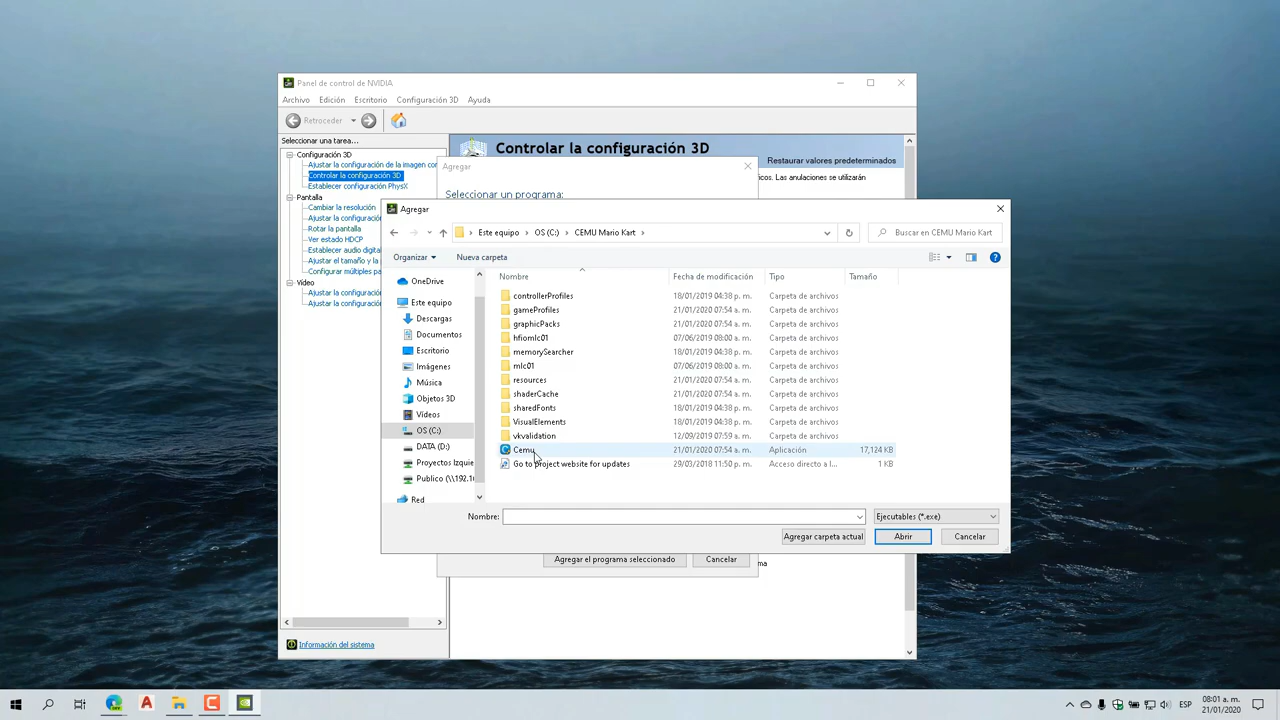 Panel de control de NVIDIA
Archivo Edición Escritorio Configuración 3D Ayuda
Retroceder
Seleccionar una tarea...
Configuración 3D
Ajustar la configuración de la imagen con
Controlar la configuración 3D
Establecer configuración PhysX
Pantalla
Cambiar la resolución
Ajustar la configuración
Rotar la pantalla
Ver estado HDCP
Establecer audio digital
Ajustar el tamaño y la
Configurar múltiples pa
Vídeo
Ajustar la configuración
Ajustar la configuración
Información del sistema
Controlar la configuración 3D
Restaurar valores predeterminados
icos. Las anulaciones se utilizarán
Agregar
Seleccionar un programa:
Agregar
Este equipo OS (C:) CEMU Mario Kart
Buscar en CEMU Mario Kart
Organizar Nueva carpeta
OneDrive
Este equipo
Descargas
Documentos
Escritorio
Imágenes
Música
Objetos 3D
Vídeos
OS (C:)
DATA (D:)
Proyectos Izquie
Publico (\\192.16
Red
Nombre Fecha de modificación Tipo Tamaño
controllerProfiles 18/01/2019 04:38 p. m. Carpeta de archivos
gameProfiles 21/01/2020 07:54 a. m. Carpeta de archivos
graphicPacks 21/01/2020 07:54 a. m. Carpeta de archivos
hfiomlc01 07/06/2019 08:00 a. m. Carpeta de archivos
memorySearcher 18/01/2019 04:38 p. m. Carpeta de archivos
mlc01 07/06/2019 08:00 a. m. Carpeta de archivos
resources 21/01/2020 07:54 a. m. Carpeta de archivos
shaderCache 21/01/2020 07:54 a. m. Carpeta de archivos
sharedFonts 18/01/2019 04:38 p. m. Carpeta de archivos
VisualElements 18/01/2019 04:38 p. m. Carpeta de archivos
vkvalidation 12/09/2019 07:59 a. m. Carpeta de archivos
Cemu 21/01/2020 07:54 a. m. Aplicación 17,124 KB
Go to project website for updates 29/03/2018 11:50 p. m. Acceso directo a l... 1 KB
Nombre: Ejecutables (*.exe)
Agregar carpeta actual Abrir Cancelar
Agregar el programa seleccionado Cancelar
ma
ESP
08:01 a. m.
21/01/2020